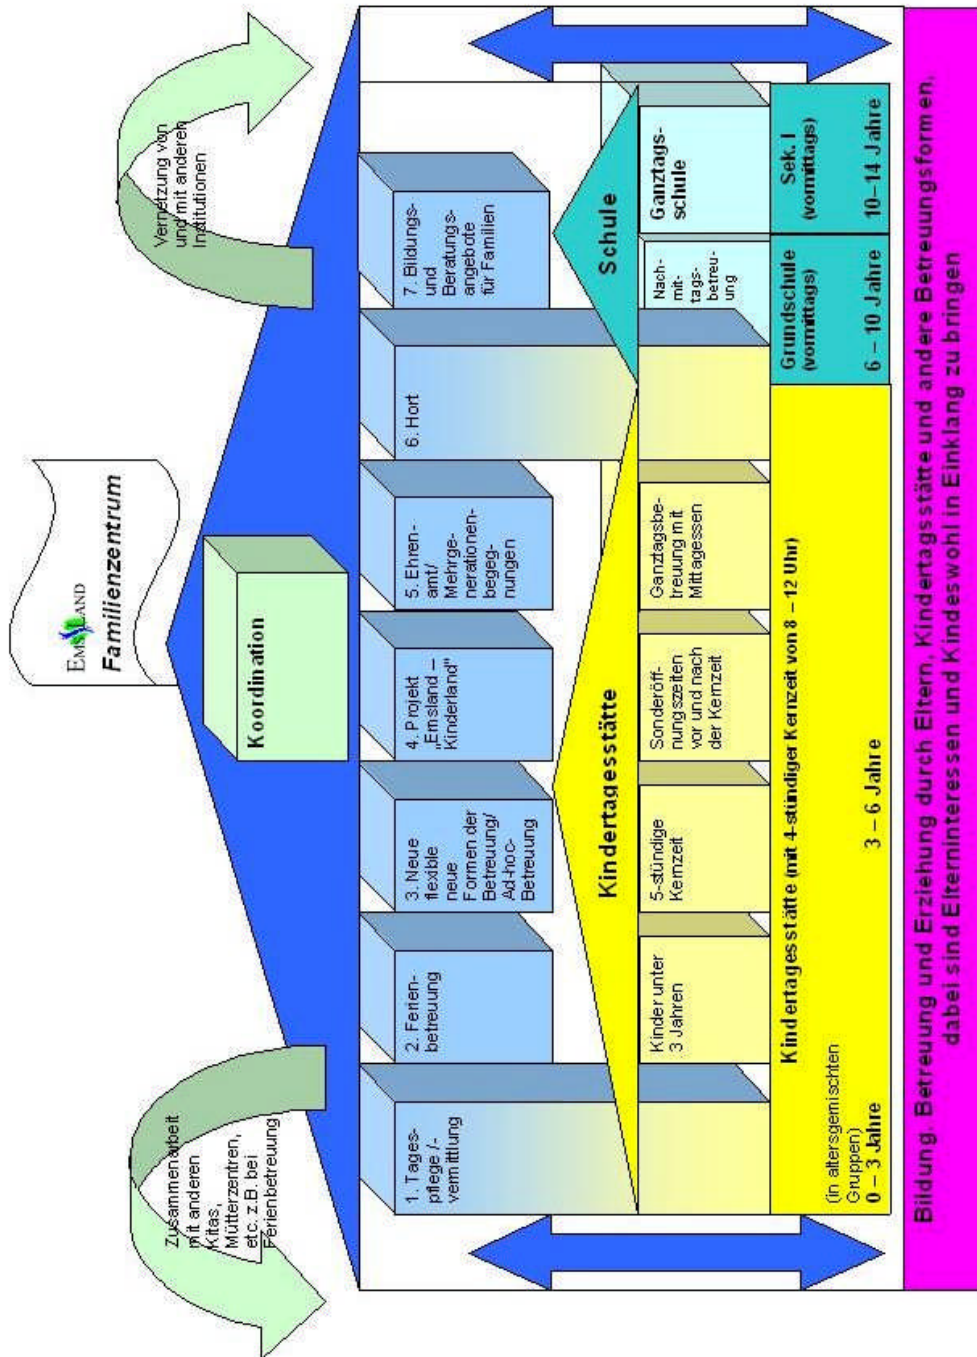 EMSLAND
Familienzentrum
Zusammenarbeit
mit anderen
Kitas,
Mütterzentren,
etc. z.B. bei
Ferienbetreuung
Vernetzung von
und mit anderen
Institutionen
Koordination
1. Tages-
pflege /-
vermittlung
2. Ferien-
betreuung
3. Neue
flexible
neue
Formen der
Betreuung/
Ad-hoc-
Betreuung
4. Projekt
„Emsland –
Kinderland"
5. Ehren-
amt/
Mehrge-
nerationen-
begeg-
nungen
6. Hort
7. Bildungs-
und
Beratungs-
angebote
für Familien
Kindertagesstätte
Schule
Kinder unter
3 Jahren
5-stündige
Kernzeit
Sonderöff-
nungszeiten
vor und nach
der Kernzeit
Ganztagsbe-
treuung mit
Mittagessen
Nach-
mit-
tags-
betreu-
ung
Ganztags-
schule
Kindertagesstätte (mit 4-stündiger Kernzeit von 8 – 12 Uhr)
(in altersgemischten
Gruppen)
0 – 3 Jahre
3 – 6 Jahre
Grundschule
(vormittags)
6 – 10 Jahre
Sek. I
(vormittags)
10–14 Jahre
Bildung, Betreuung und Erziehung durch Eltern, Kindertagsstätte und andere Betreuungsformen,
dabei sind Elterninteressen und Kindeswohl in Einklang zu bringen